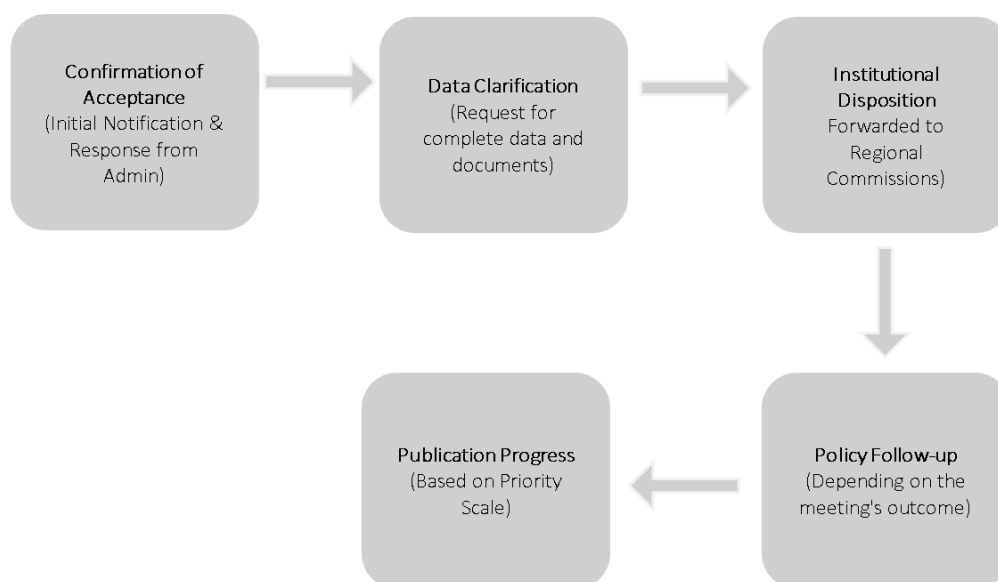 Confirmation of
Acceptance
(Initial Notification &
Response from
Admin)
Data Clarification
(Request for
complete data and
documents)
Institutional
Disposition
Forwarded to
Regional
Commissions)
Policy Follow-up
(Depending on the
meeting's outcome)
Publication Progress
(Based on Priority
Scale)